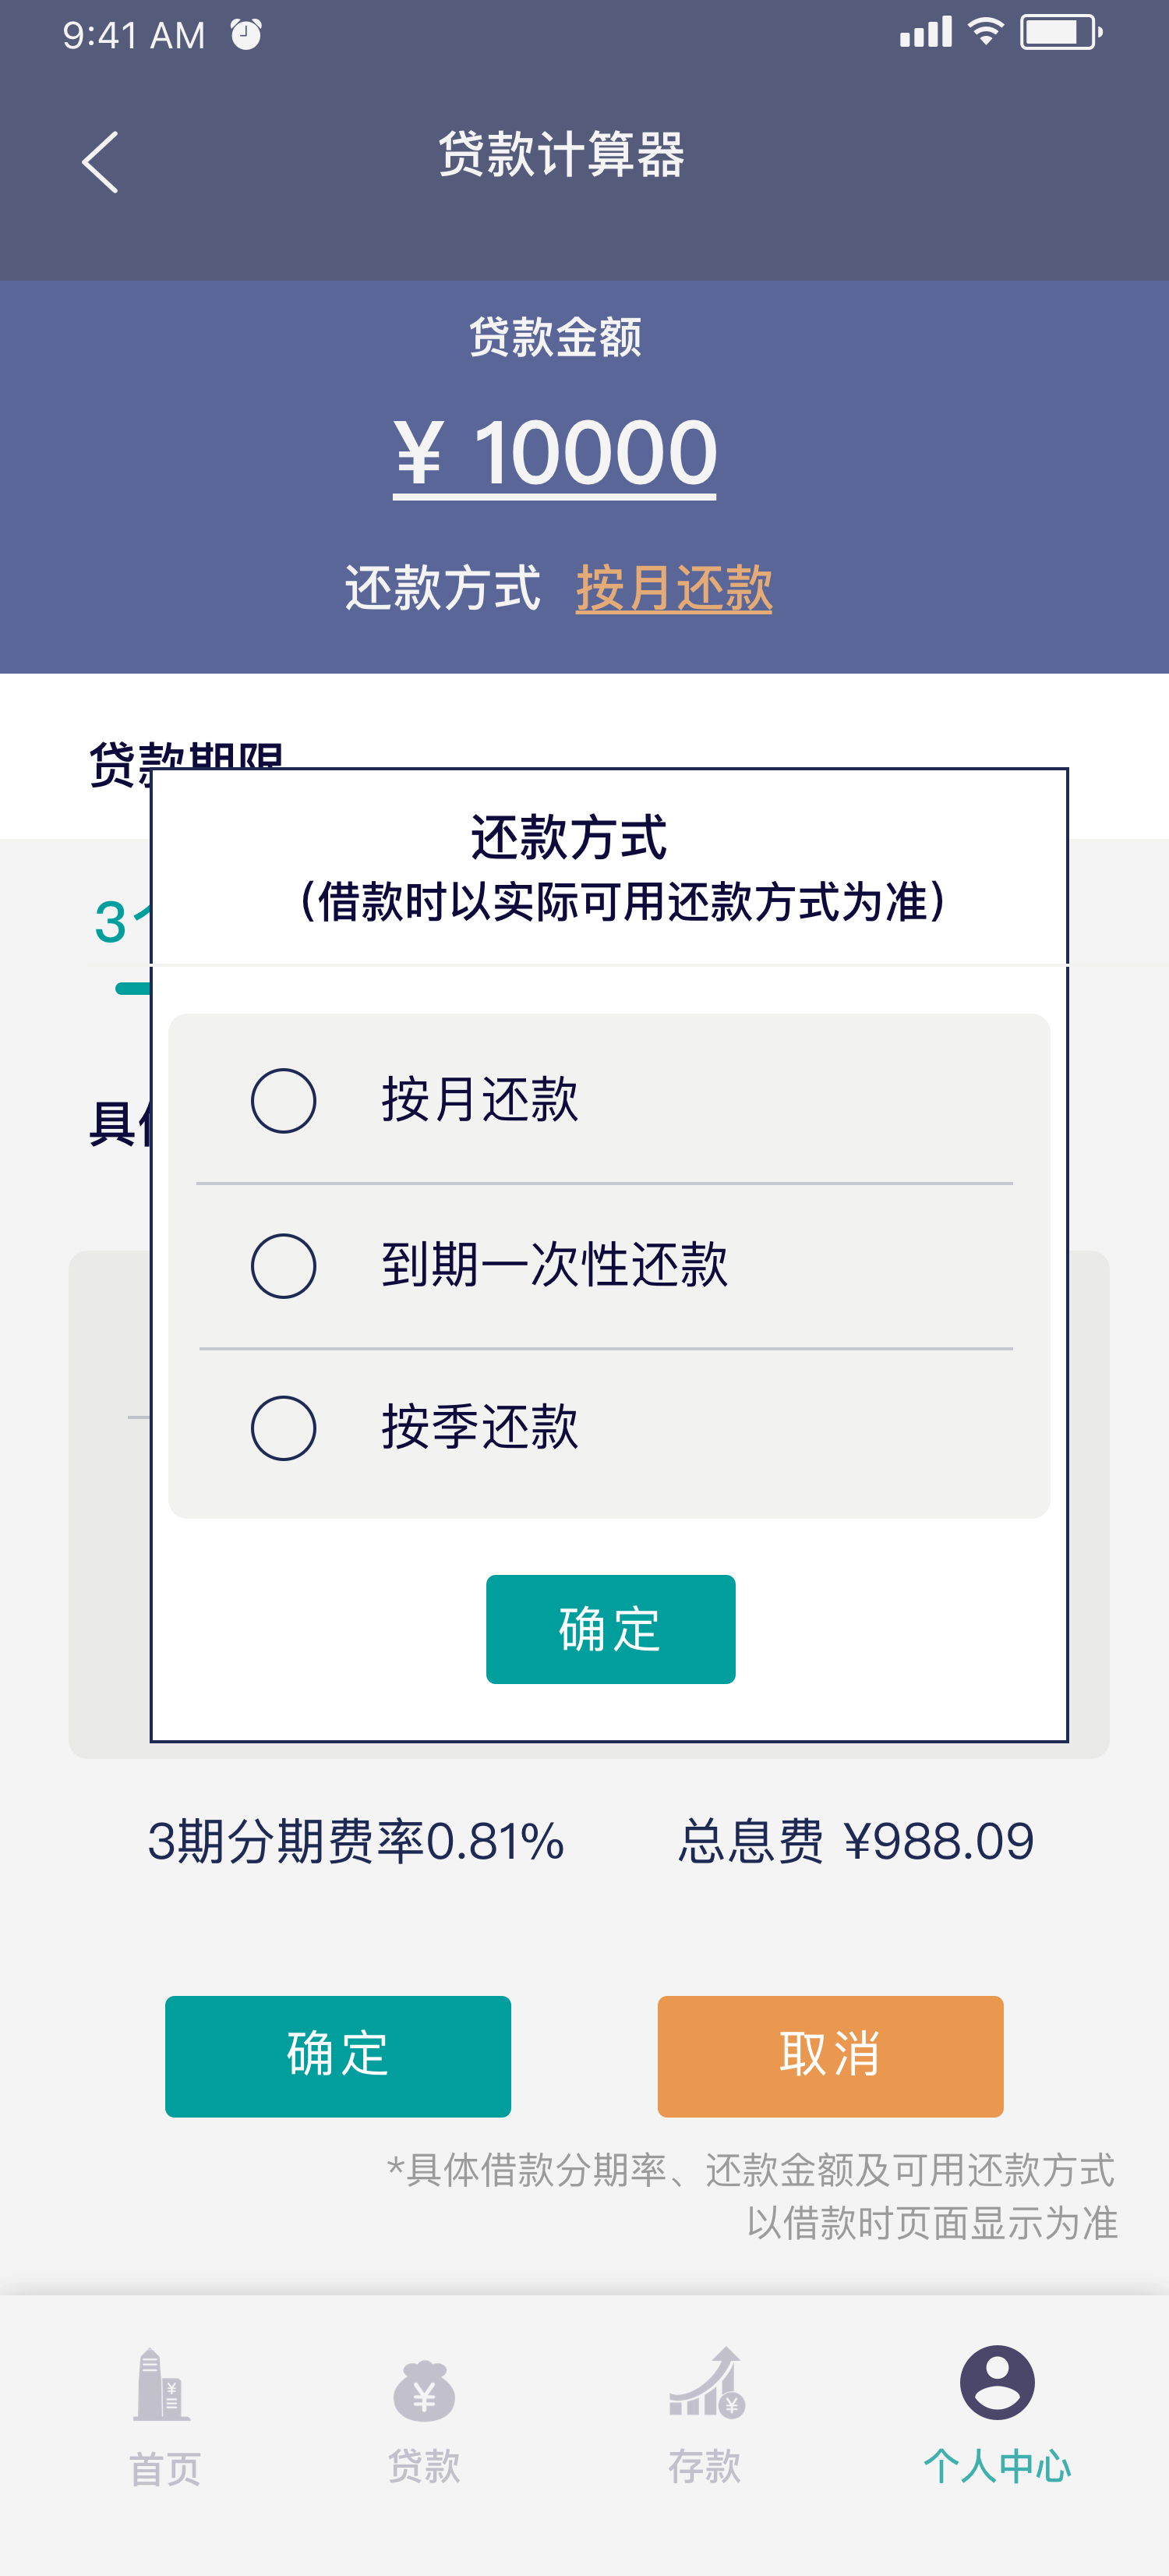 9:41 AM
贷款计算器
贷款金额
¥ 10000
还款方式 按月还款
贷款期限
还款方式
（借款时以实际可用还款方式为准）
3个
具
按月还款
到期一次性还款
按季还款
确定
3期分期费率0.81%
总息费 ¥988.09
确定
取消
*具体借款分期率、还款金额及可用还款方式
以借款时页面显示为准
首页
贷款
存款
个人中心